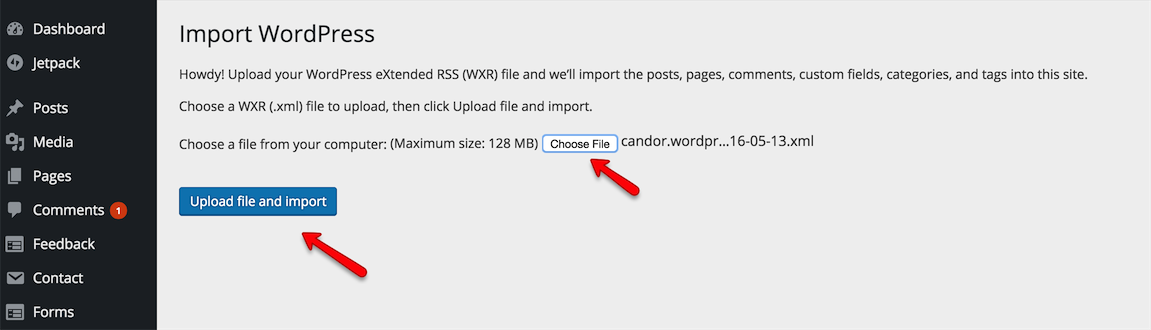 Dashboard
Jetpack
Posts
Media
Pages
Comments 1
Feedback
Contact
Forms
Import WordPress
Howdy! Upload your WordPress eXtended RSS (WXR) file and we’ll import the posts, pages, comments, custom fields, categories, and tags into this site.
Choose a WXR (.xml) file to upload, then click Upload file and import.
Choose a file from your computer: (Maximum size: 128 MB) Choose File candor.wordpr...16-05-13.xml
Upload file and import